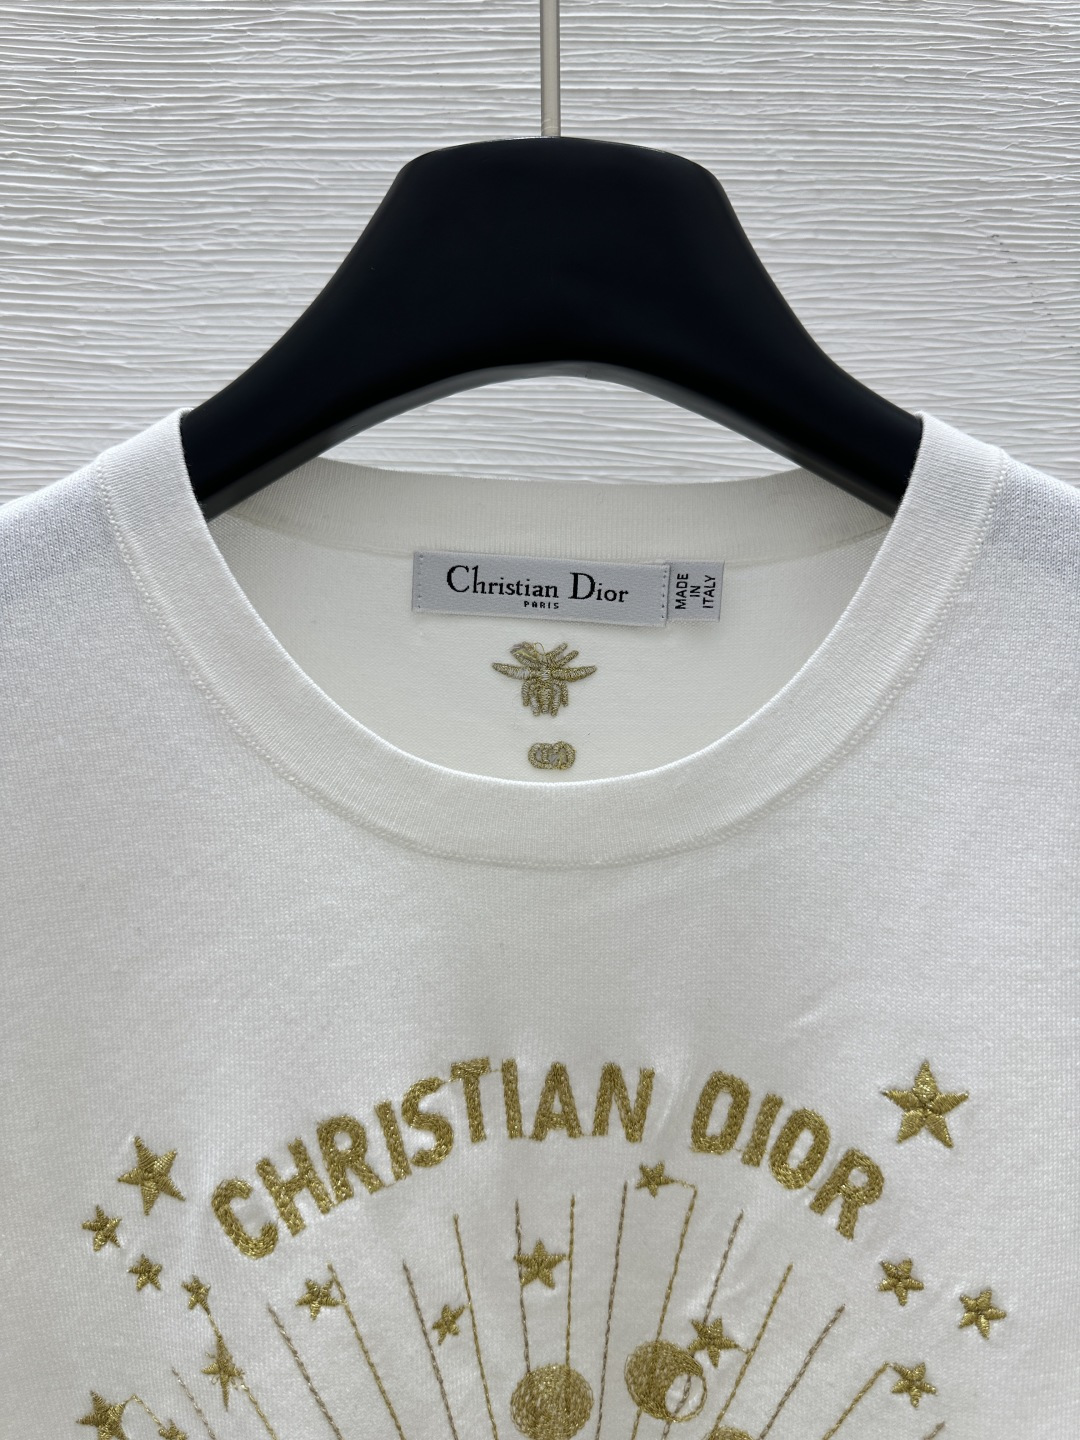 Christian Dior
PARIS
MADE
IN
ITALY
CHRISTIAN DIOR